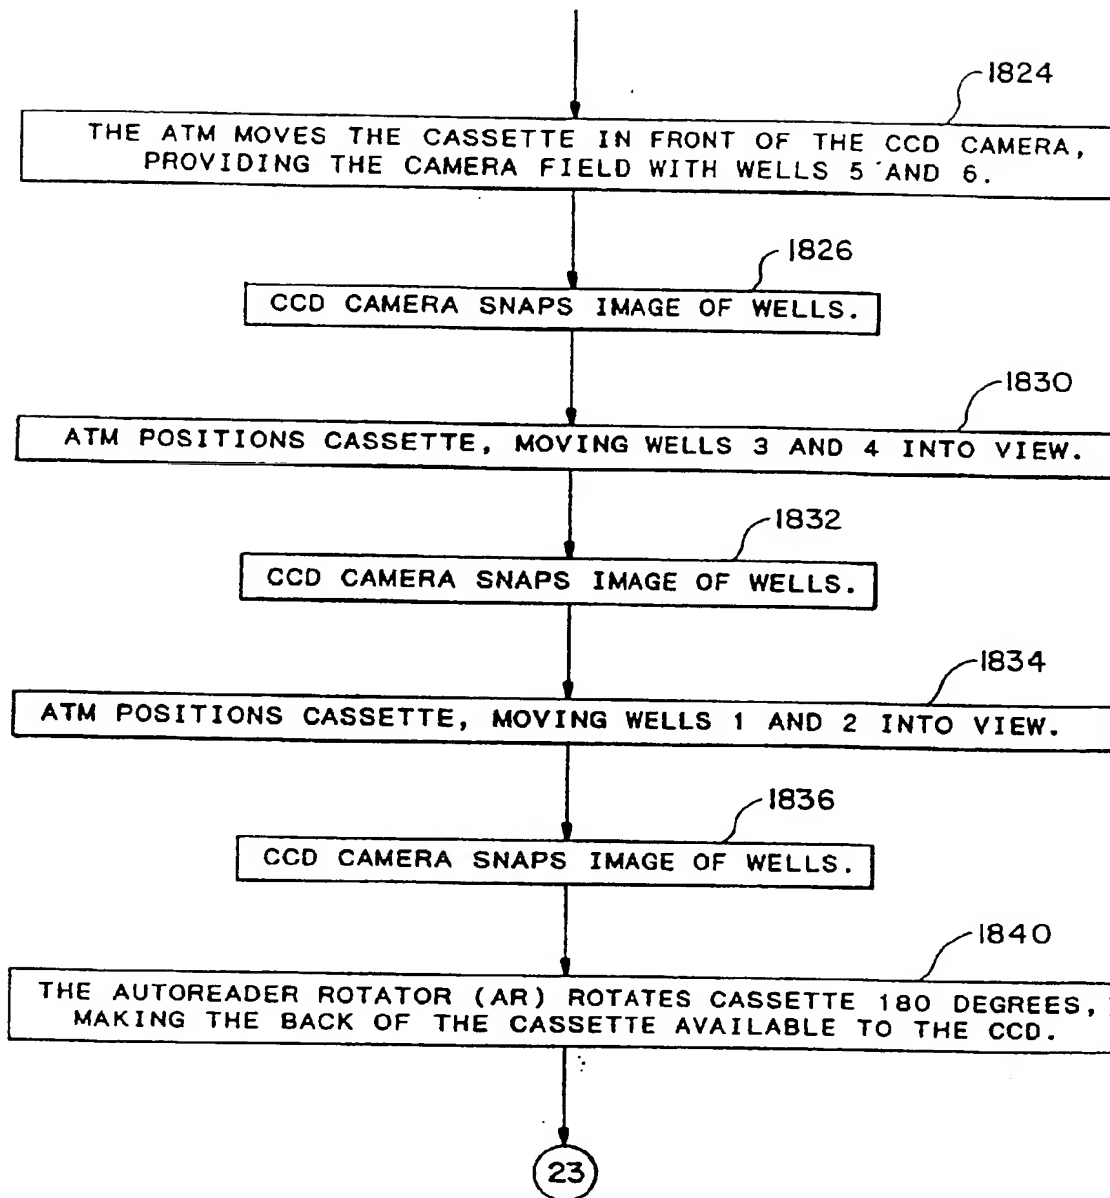 1824
THE ATM MOVES THE CASSETTE IN FRONT OF THE CCD CAMERA,
PROVIDING THE CAMERA FIELD WITH WELLS 5 AND 6.
1826
CCD CAMERA SNAPS IMAGE OF WELLS.
1830
ATM POSITIONS CASSETTE, MOVING WELLS 3 AND 4 INTO VIEW.
1832
CCD CAMERA SNAPS IMAGE OF WELLS.
1834
ATM POSITIONS CASSETTE, MOVING WELLS 1 AND 2 INTO VIEW.
1836
CCD CAMERA SNAPS IMAGE OF WELLS.
1840
THE AUTOREADER ROTATOR (AR) ROTATES CASSETTE 180 DEGREES,
MAKING THE BACK OF THE CASSETTE AVAILABLE TO THE CCD.
23